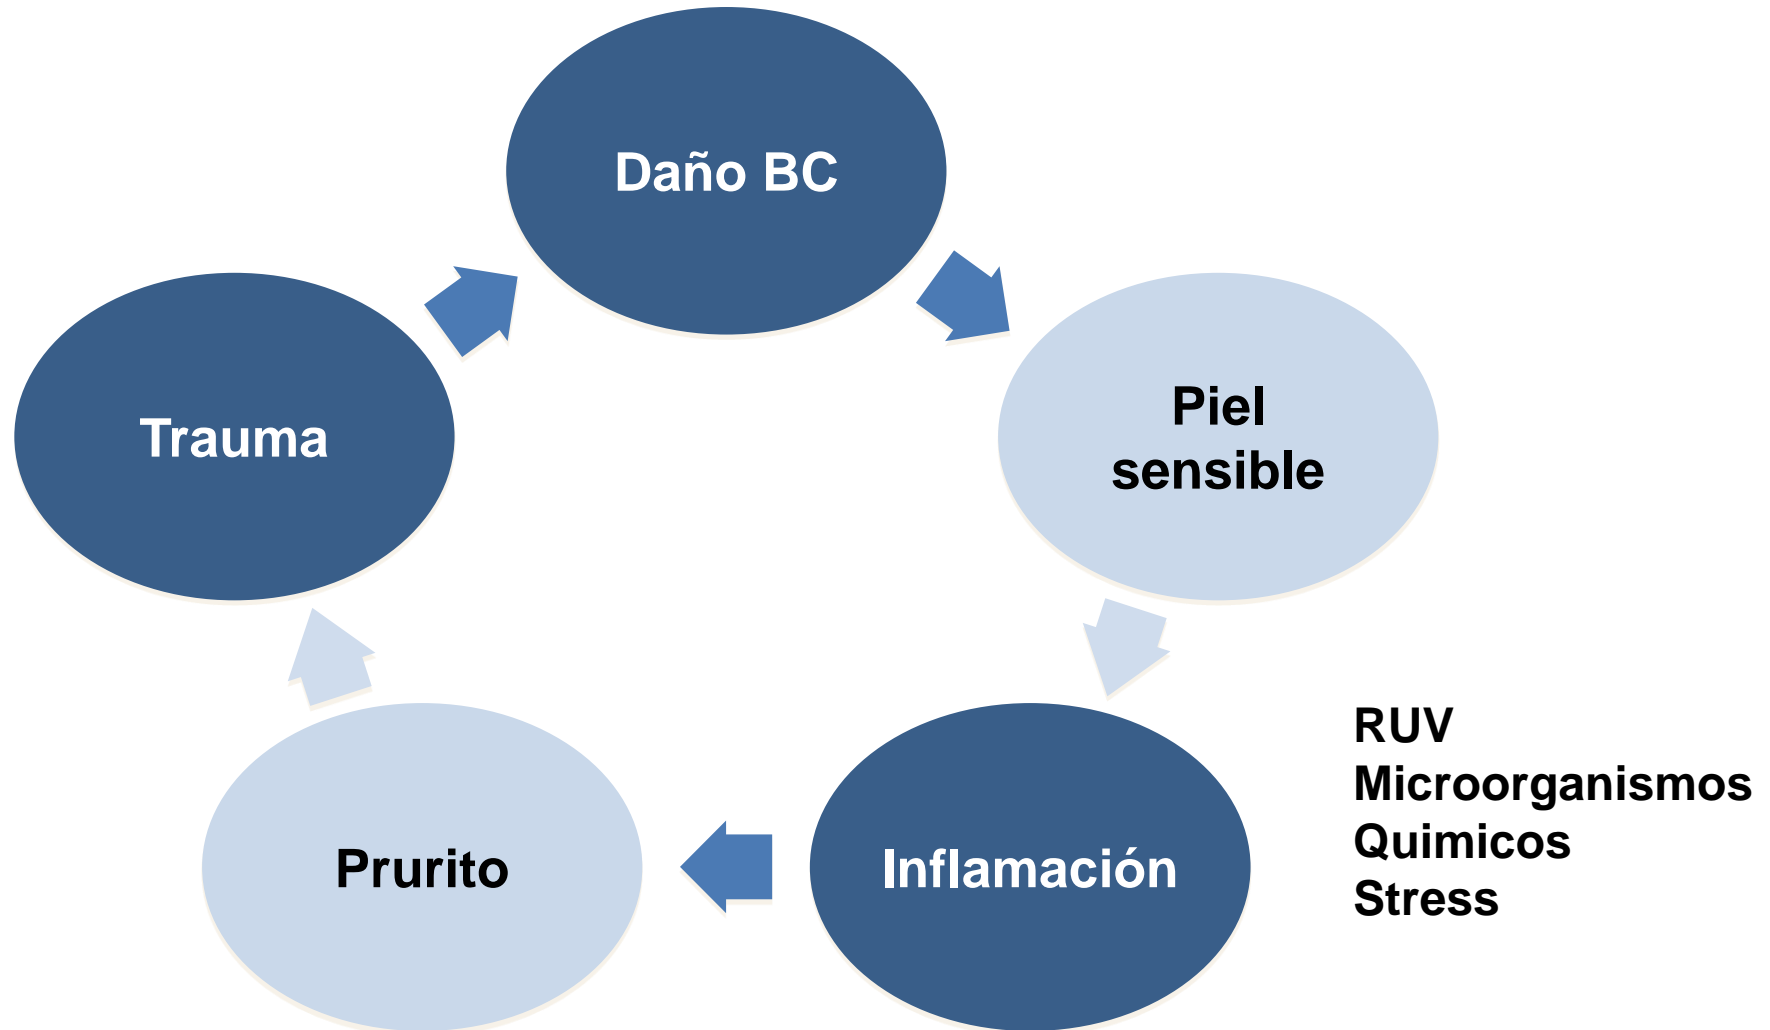 Daño BC
Piel
sensible
Inflamación
Prurito
Trauma
RUV
Microorganismos
Quimicos
Stress